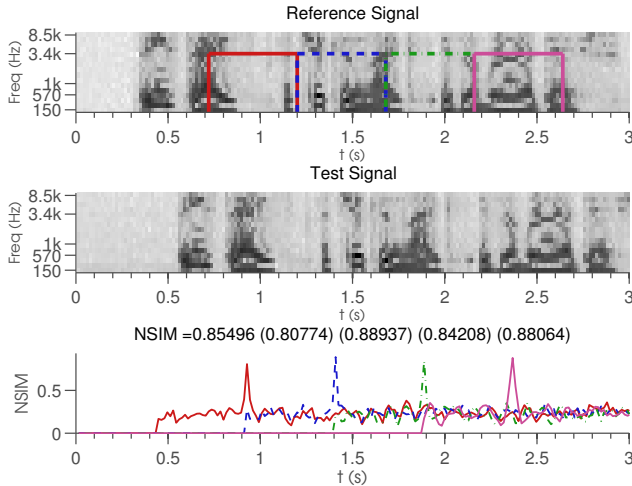 Reference Signal
Freq (Hz)
8.5k
3.4k
1k
570
150
0 0.5 1 1.5 2 2.5 3
t (s)
Test Signal
Freq (Hz)
8.5k
3.4k
1k
570
150
0 0.5 1 1.5 2 2.5 3
t (s)
NSIM =0.85496 (0.80774) (0.88937) (0.84208) (0.88064)
NSIM
0.5
0
0 0.5 1 1.5 2 2.5 3
t (s)